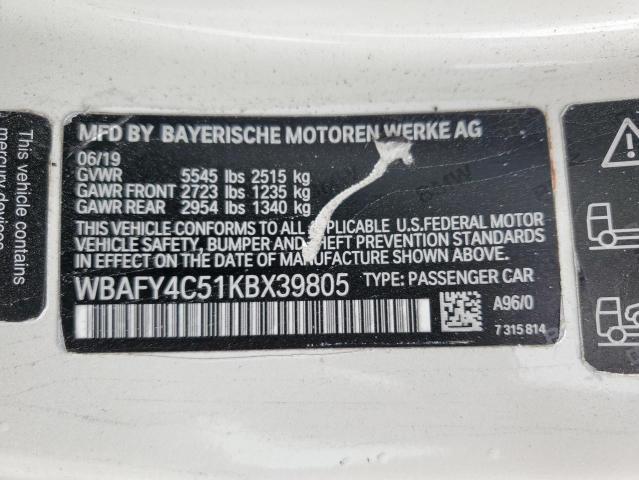 This vehicle contains
mercury devices
MFD BY BAYERISCHE MOTOREN WERKE AG
06/19
GVWR 5545 lbs 2515 kg
GAWR FRONT 2723 lbs 1235 kg
GAWR REAR 2954 lbs 1340 kg
THIS VEHICLE CONFORMS TO ALL APPLICABLE U.S.FEDERAL MOTOR
VEHICLE SAFETY, BUMPER AND THEFT PREVENTION STANDARDS
IN EFFECT ON THE DATE OF MANUFACTURE SHOWN ABOVE.
WBAFY4C51KBX39805 TYPE: PASSENGER CAR
A96/0
7 315 814